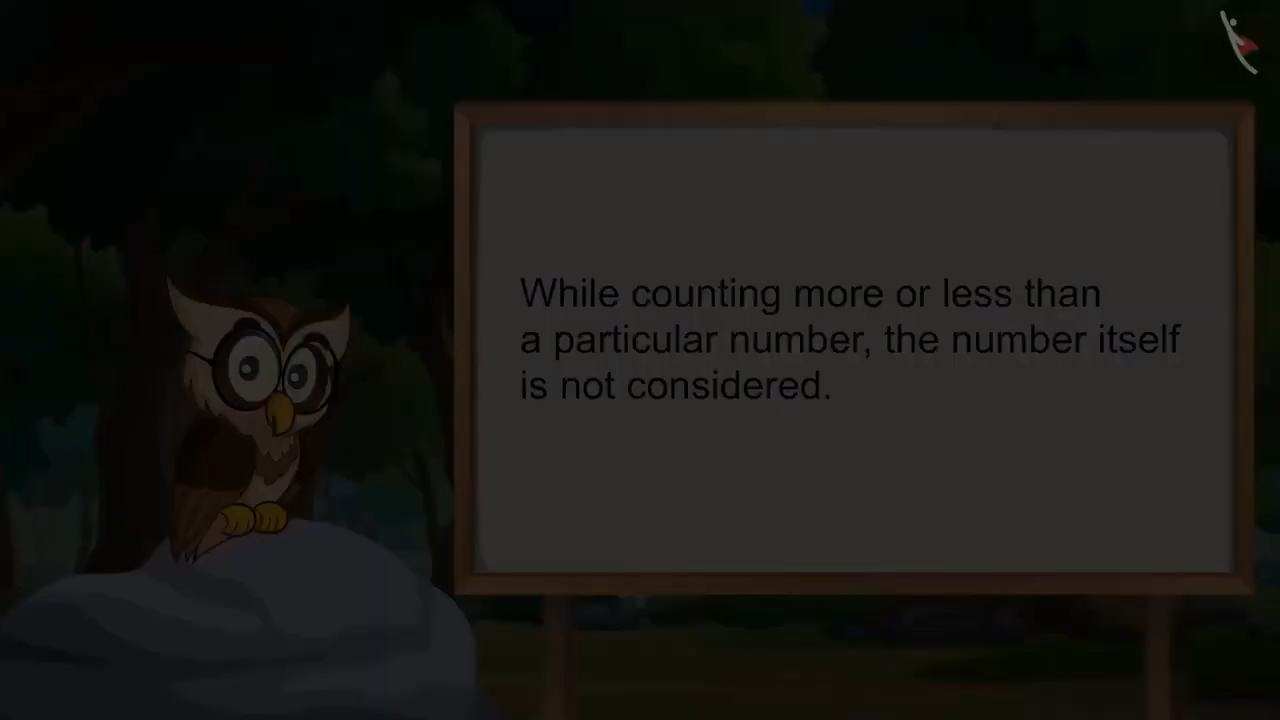 While counting more or less than
a particular number, the number itself
is not considered.